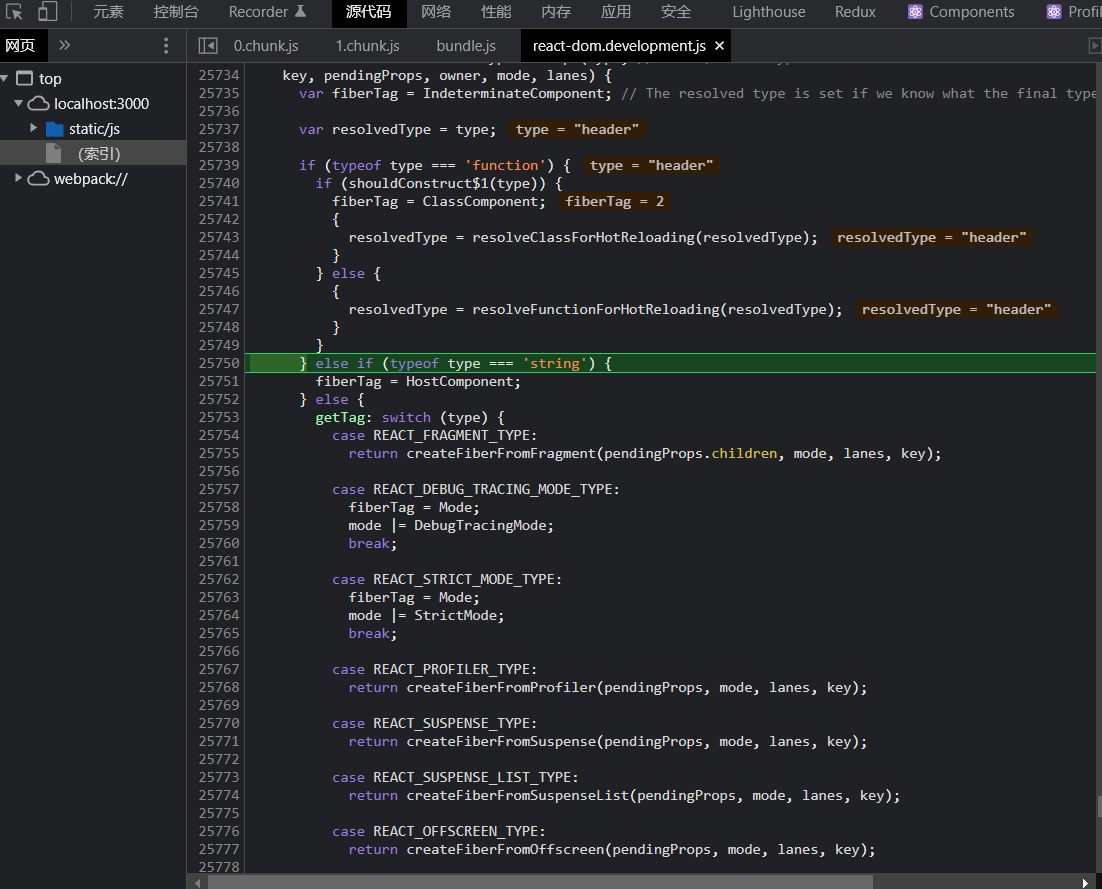 元素 控制台 Recorder 源代码 网络 性能 内存 应用 安全 Lighthouse Redux Components Profil
网页 » 0.chunk.js 1.chunk.js bundle.js react-dom.development.js ×
top
localhost:3000
static/js
(索引)
webpack://
25734 key, pendingProps, owner, mode, lanes) {
25735 var fiberTag = IndeterminateComponent; // The resolved type is set if we know what the final type
25736
25737 var resolvedType = type; type = "header"
25738
25739 if (typeof type === 'function') { type = "header"
25740 if (shouldConstruct$1(type)) {
25741 fiberTag = ClassComponent; fiberTag = 2
25742 {
25743 resolvedType = resolveClassForHotReloading(resolvedType); resolvedType = "header"
25744 }
25745 } else {
25746 {
25747 resolvedType = resolveFunctionForHotReloading(resolvedType); resolvedType = "header"
25748 }
25749 }
25750 } else if (typeof type === 'string') {
25751 fiberTag = HostComponent;
25752 } else {
25753 getTag: switch (type) {
25754 case REACT_FRAGMENT_TYPE:
25755 return createFiberFromFragment(pendingProps.children, mode, lanes, key);
25756
25757 case REACT_DEBUG_TRACING_MODE_TYPE:
25758 fiberTag = Mode;
25759 mode |= DebugTracingMode;
25760 break;
25761
25762 case REACT_STRICT_MODE_TYPE:
25763 fiberTag = Mode;
25764 mode |= StrictMode;
25765 break;
25766
25767 case REACT_PROFILER_TYPE:
25768 return createFiberFromProfiler(pendingProps, mode, lanes, key);
25769
25770 case REACT_SUSPENSE_TYPE:
25771 return createFiberFromSuspense(pendingProps, mode, lanes, key);
25772
25773 case REACT_SUSPENSE_LIST_TYPE:
25774 return createFiberFromSuspenseList(pendingProps, mode, lanes, key);
25775
25776 case REACT_OFFSCREEN_TYPE:
25777 return createFiberFromOffscreen(pendingProps, mode, lanes, key);
25778